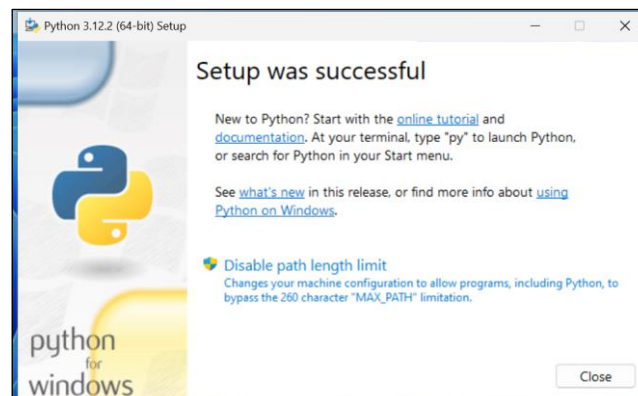 Python 3.12.2 (64-bit) Setup
Setup was successful
New to Python? Start with the online tutorial and
documentation. At your terminal, type "py" to launch Python,
or search for Python in your Start menu.
See what's new in this release, or find more info about using
Python on Windows.
Disable path length limit
Changes your machine configuration to allow programs, including Python, to
bypass the 260 character "MAX_PATH" limitation.
python
for
windows
Close